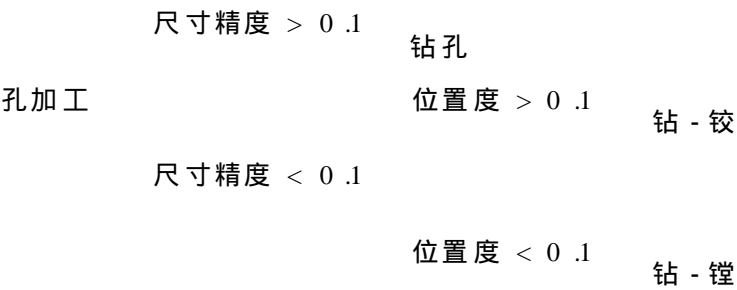 尺寸精度 > 0 .1
钻孔
孔加工
位置度 > 0 .1
钻 - 铰
尺寸精度 < 0 .1
位置度 < 0 .1
钻 - 镗